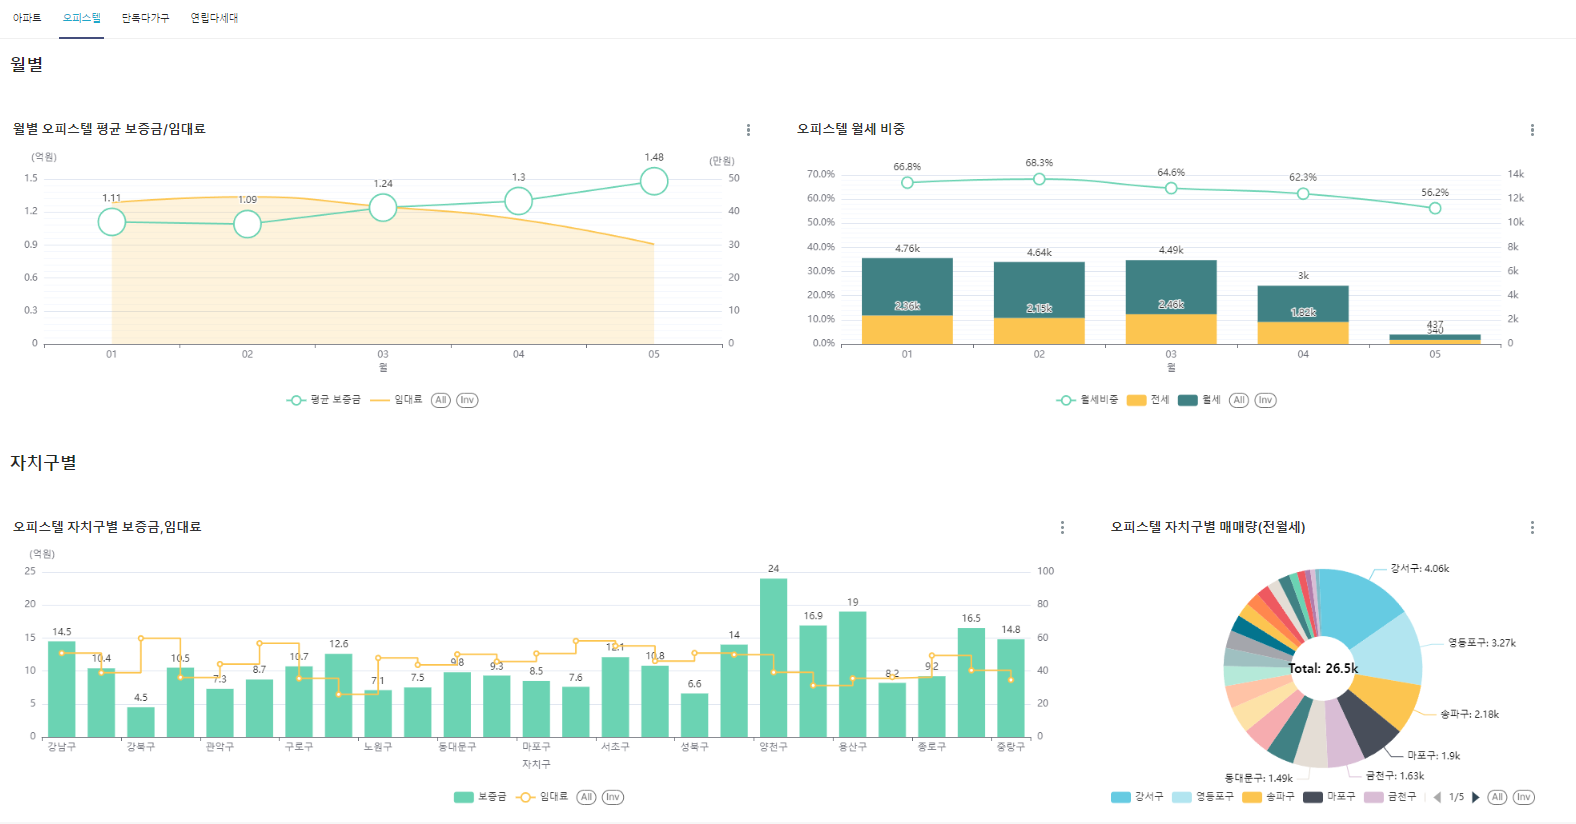 아파트 오피스텔 단독다가구 연립다세대
월별
월별 오피스텔 평균 보증금/임대료
(억원) (만원)
1.5 1.2 0.9 0.6 0.3 0
50 40 30 20 10 0
1.11 1.09 1.24 1.3 1.48
01 02 03 04 05
월
평균 보증금 임대료 All Inv
오피스텔 월세 비중
70.0% 60.0% 50.0% 40.0% 30.0% 20.0% 10.0% 0.0%
14k 12k 10k 8k 6k 4k 2k 0
66.8% 68.3% 64.6% 62.3% 56.2%
4.76k 4.64k 4.49k 3k 437
2.36k 2.15k 2.46k 1.82k 340
01 02 03 04 05
월
월세비중 전세 월세 All Inv
자치구별
오피스텔 자치구별 보증금,임대료
(억원)
25 20 15 10 5 0
100 80 60 40 20 0
14.5 10.4 4.5 10.5 7.3 8.7 10.7 12.6 7.1 7.5 9.8 9.3 8.5 7.6 12.1 10.8 6.6 14 24 16.9 19 8.2 9.2 16.5 14.8
강남구 강북구 관악구 구로구 노원구 동대문구 마포구 서초구 성북구 양천구 용산구 종로구 중랑구
자치구
보증금 임대료 All Inv
오피스텔 자치구별 매매량(전월세)
강서구: 4.06k
영등포구: 3.27k
Total: 26.5k
송파구: 2.18k
마포구: 1.9k
금천구: 1.63k
동대문구: 1.49k
강서구 영등포구 송파구 마포구 금천구 1/5 All Inv